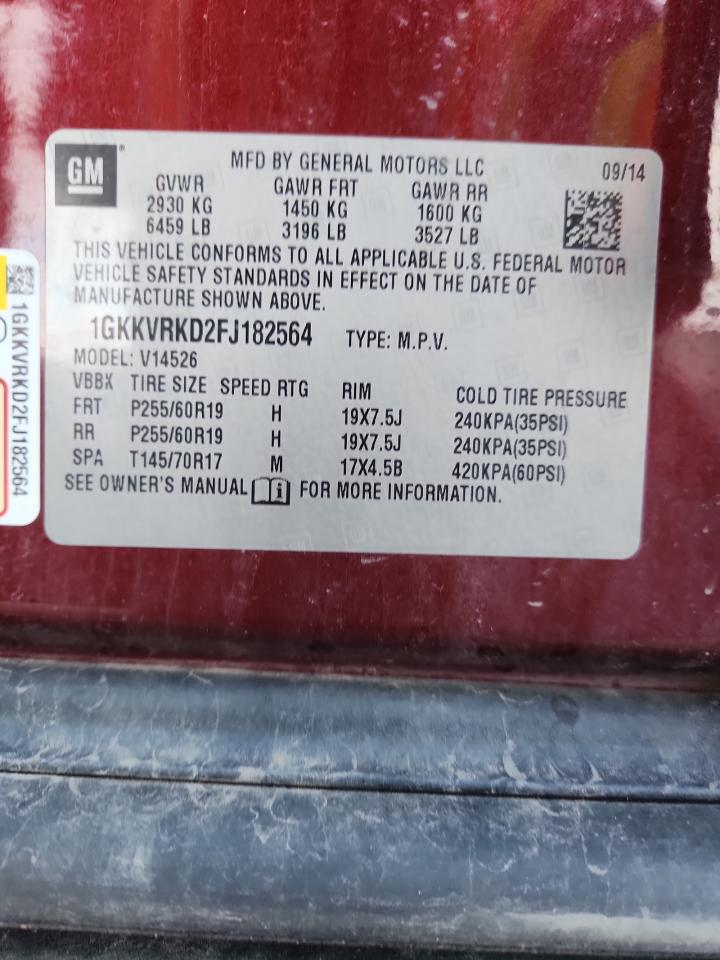 GM®
MFD BY GENERAL MOTORS LLC
09/14
GVWR GAWR FRT GAWR RR
2930 KG 1450 KG 1600 KG
6459 LB 3196 LB 3527 LB
THIS VEHICLE CONFORMS TO ALL APPLICABLE U.S. FEDERAL MOTOR
VEHICLE SAFETY STANDARDS IN EFFECT ON THE DATE OF
MANUFACTURE SHOWN ABOVE.
1GKKVRKD2FJ182564 TYPE: M.P.V.
MODEL: V14526
VBBX TIRE SIZE SPEED RTG RIM COLD TIRE PRESSURE
FRT P255/60R19 H 19X7.5J 240KPA(35PSI)
RR P255/60R19 H 19X7.5J 240KPA(35PSI)
SPA T145/70R17 M 17X4.5B 420KPA(60PSI)
SEE OWNER'S MANUAL i FOR MORE INFORMATION.
1GKKVRKD2FJ182564